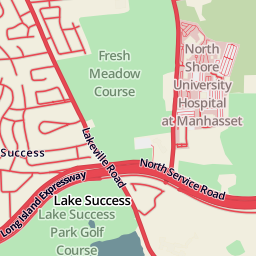 Fresh
Meadow
Course
North
Shore
University
Hospital
at Manhasset
Success
Lakeville Road
North Service Road
Long Island Expressway
Lake Success
Lake Success
Park Golf
Course